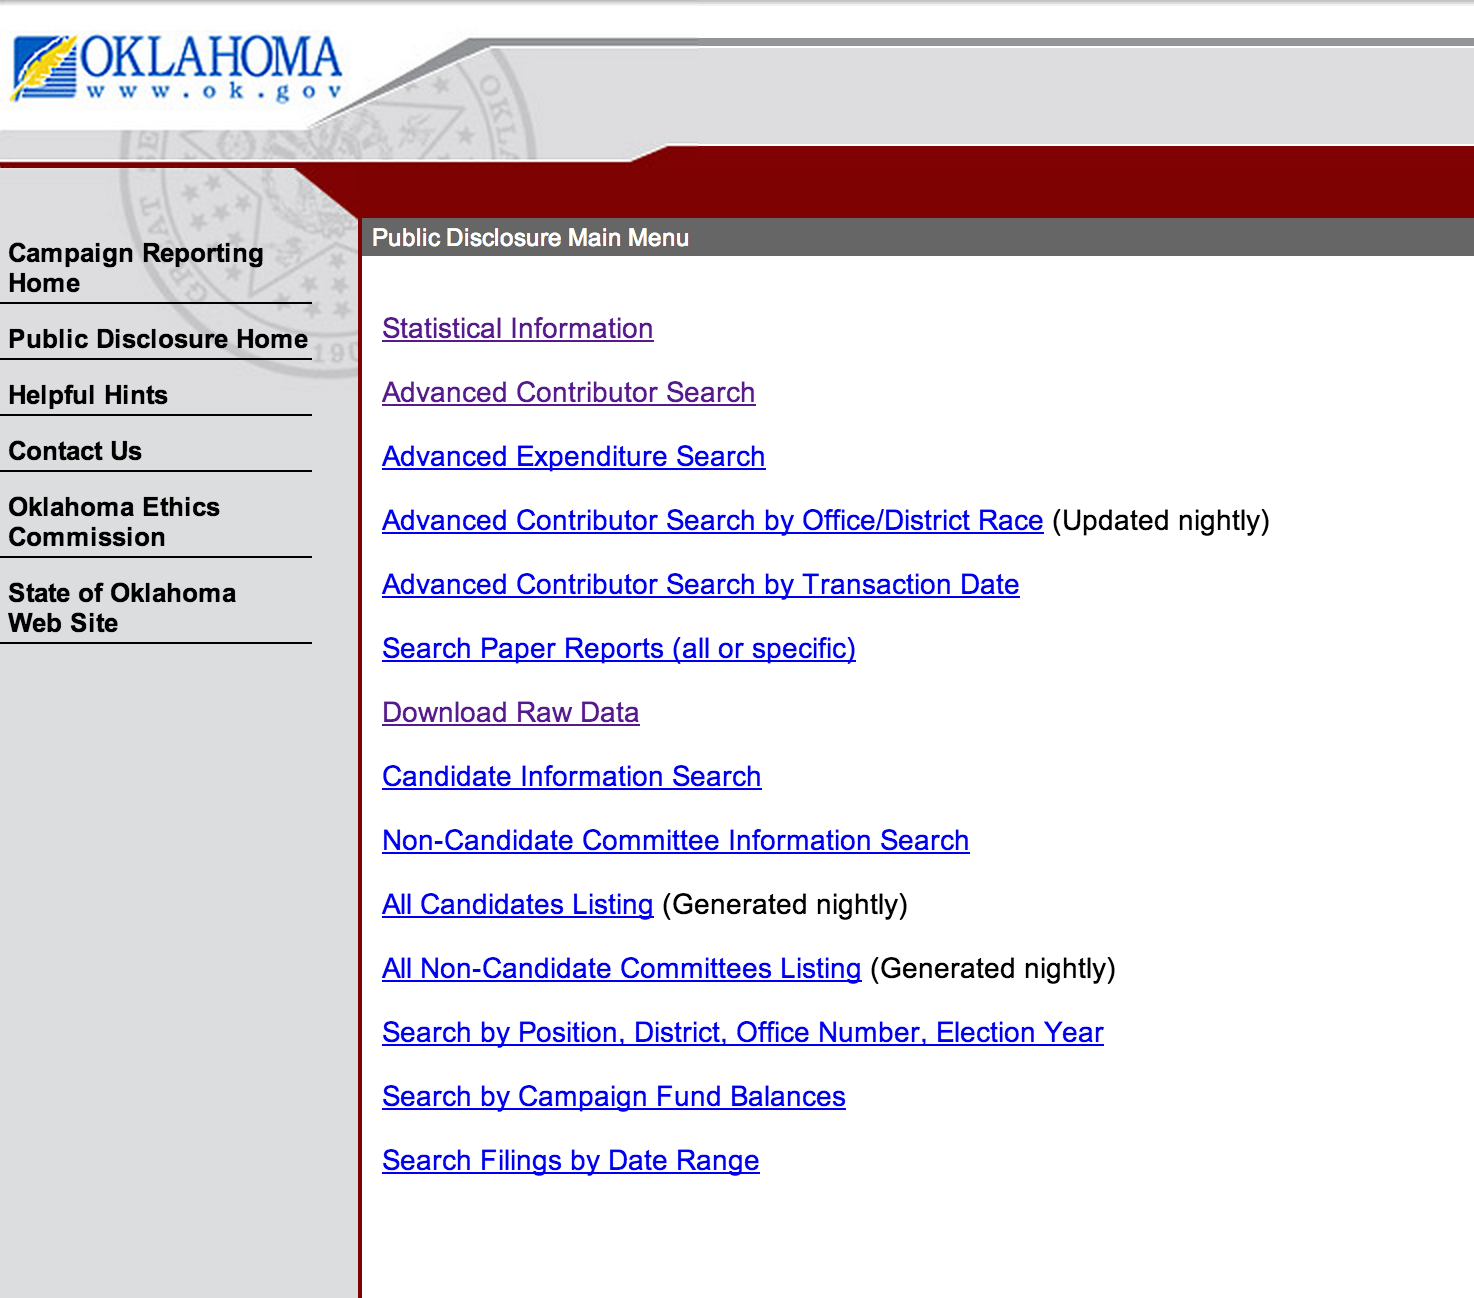 OKLAHOMA
www.ok.gov
Campaign Reporting
Home
Public Disclosure Home
Helpful Hints
Contact Us
Oklahoma Ethics
Commission
State of Oklahoma
Web Site
Public Disclosure Main Menu
Statistical Information
Advanced Contributor Search
Advanced Expenditure Search
Advanced Contributor Search by Office/District Race (Updated nightly)
Advanced Contributor Search by Transaction Date
Search Paper Reports (all or specific)
Download Raw Data
Candidate Information Search
Non-Candidate Committee Information Search
All Candidates Listing (Generated nightly)
All Non-Candidate Committees Listing (Generated nightly)
Search by Position, District, Office Number, Election Year
Search by Campaign Fund Balances
Search Filings by Date Range